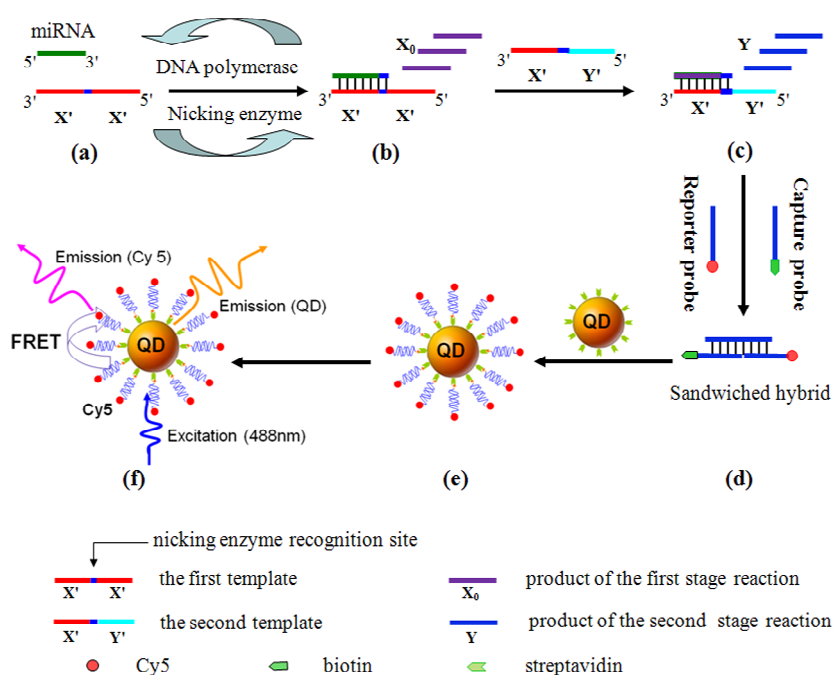 miRNA
5' 3'
3' 5'
X' X'
(a)
DNA polymcrasc
Nicking enzyme
X₀
3' 5'
X' X'
(b)
3' 5'
X' Y'
Y
3' 5'
X' Y'
(c)
Reporter probe
Capture probe
Sandwiched hybrid
(d)
QD
QD
(e)
Emission (Cy 5)
Emission (QD)
FRET
QD
Cy5
Excitation (488nm)
(f)
nicking enzyme recognition site
X' X' the first template
X₀ product of the first stage reaction
X' Y' the second template
Y product of the second stage reaction
Cy5 biotin streptavidin